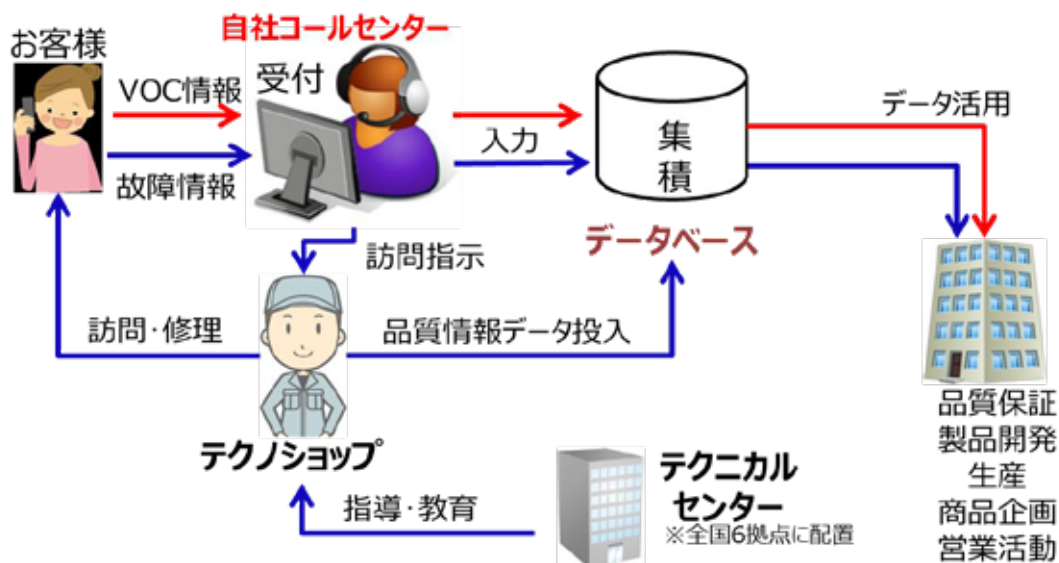 自社コールセンター
お客様
受付
VOC情報
故障情報
入力
集積
データ活用
データベース
訪問指示
訪問・修理
品質情報データ投入
テクノショップ
指導・教育
テクニカル
センター
※全国6拠点に配置
品質保証
製品開発
生産
商品企画
営業活動